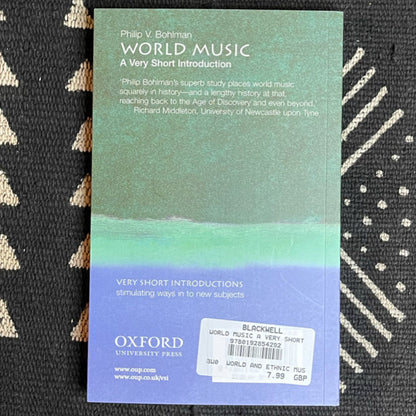 Philip V. Bohlman
WORLD MUSIC
A Very Short Introduction
'Philip Bohlman's superb study places world music
squarely in history—and a lengthy history at that,
reaching back to the Age of Discovery and even beyond.'
Richard Middleton, University of Newcastle upon Tyne
VERY SHORT INTRODUCTIONS
stimulating ways in to new subjects
OXFORD
UNIVERSITY PRESS
www.oup.com
www.oup.co.uk/vsi
BLACKWELL
WORLD MUSIC A VERY SHORT
9780192854292
3W0 WORLD AND ETHNIC MUS
7.99 GBP